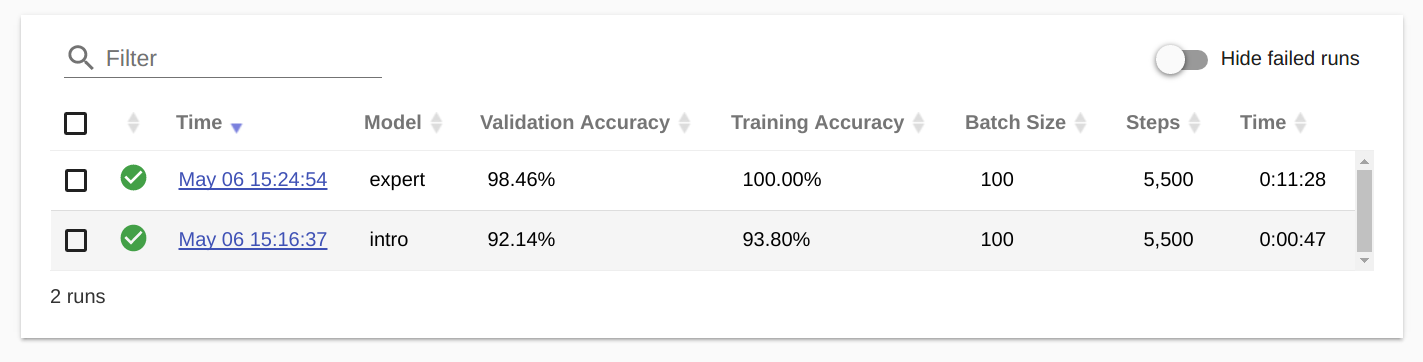 Filter Hide failed runs
Time Model Validation Accuracy Training Accuracy Batch Size Steps Time
May 06 15:24:54 expert 98.46% 100.00% 100 5,500 0:11:28
May 06 15:16:37 intro 92.14% 93.80% 100 5,500 0:00:47
2 runs